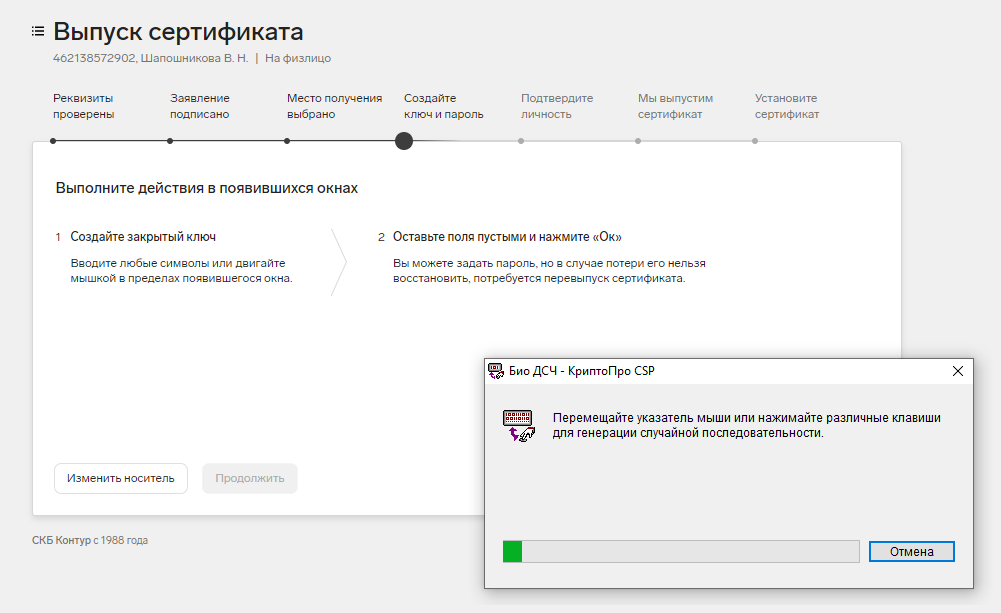 Выпуск сертификата
462138572902, Шапошникова В. Н. | На физлицо
Реквизиты проверены
Заявление подписано
Место получения выбрано
Создайте ключ и пароль
Подтвердите личность
Мы выпустим сертификат
Установите сертификат
Выполните действия в появившихся окнах
1 Создайте закрытый ключ
Вводите любые символы или двигайте
мышкой в пределах появившегося окна.
2 Оставьте поля пустыми и нажмите «Ок»
Вы можете задать пароль, но в случае потери его нельзя
восстановить, потребуется перевыпуск сертификата.
Био ДСЧ - КриптоПро CSP
Перемещайте указатель мыши или нажимайте различные клавиши
для генерации случайной последовательности.
Отмена
Изменить носитель
Продолжить
СКБ Контур с 1988 года